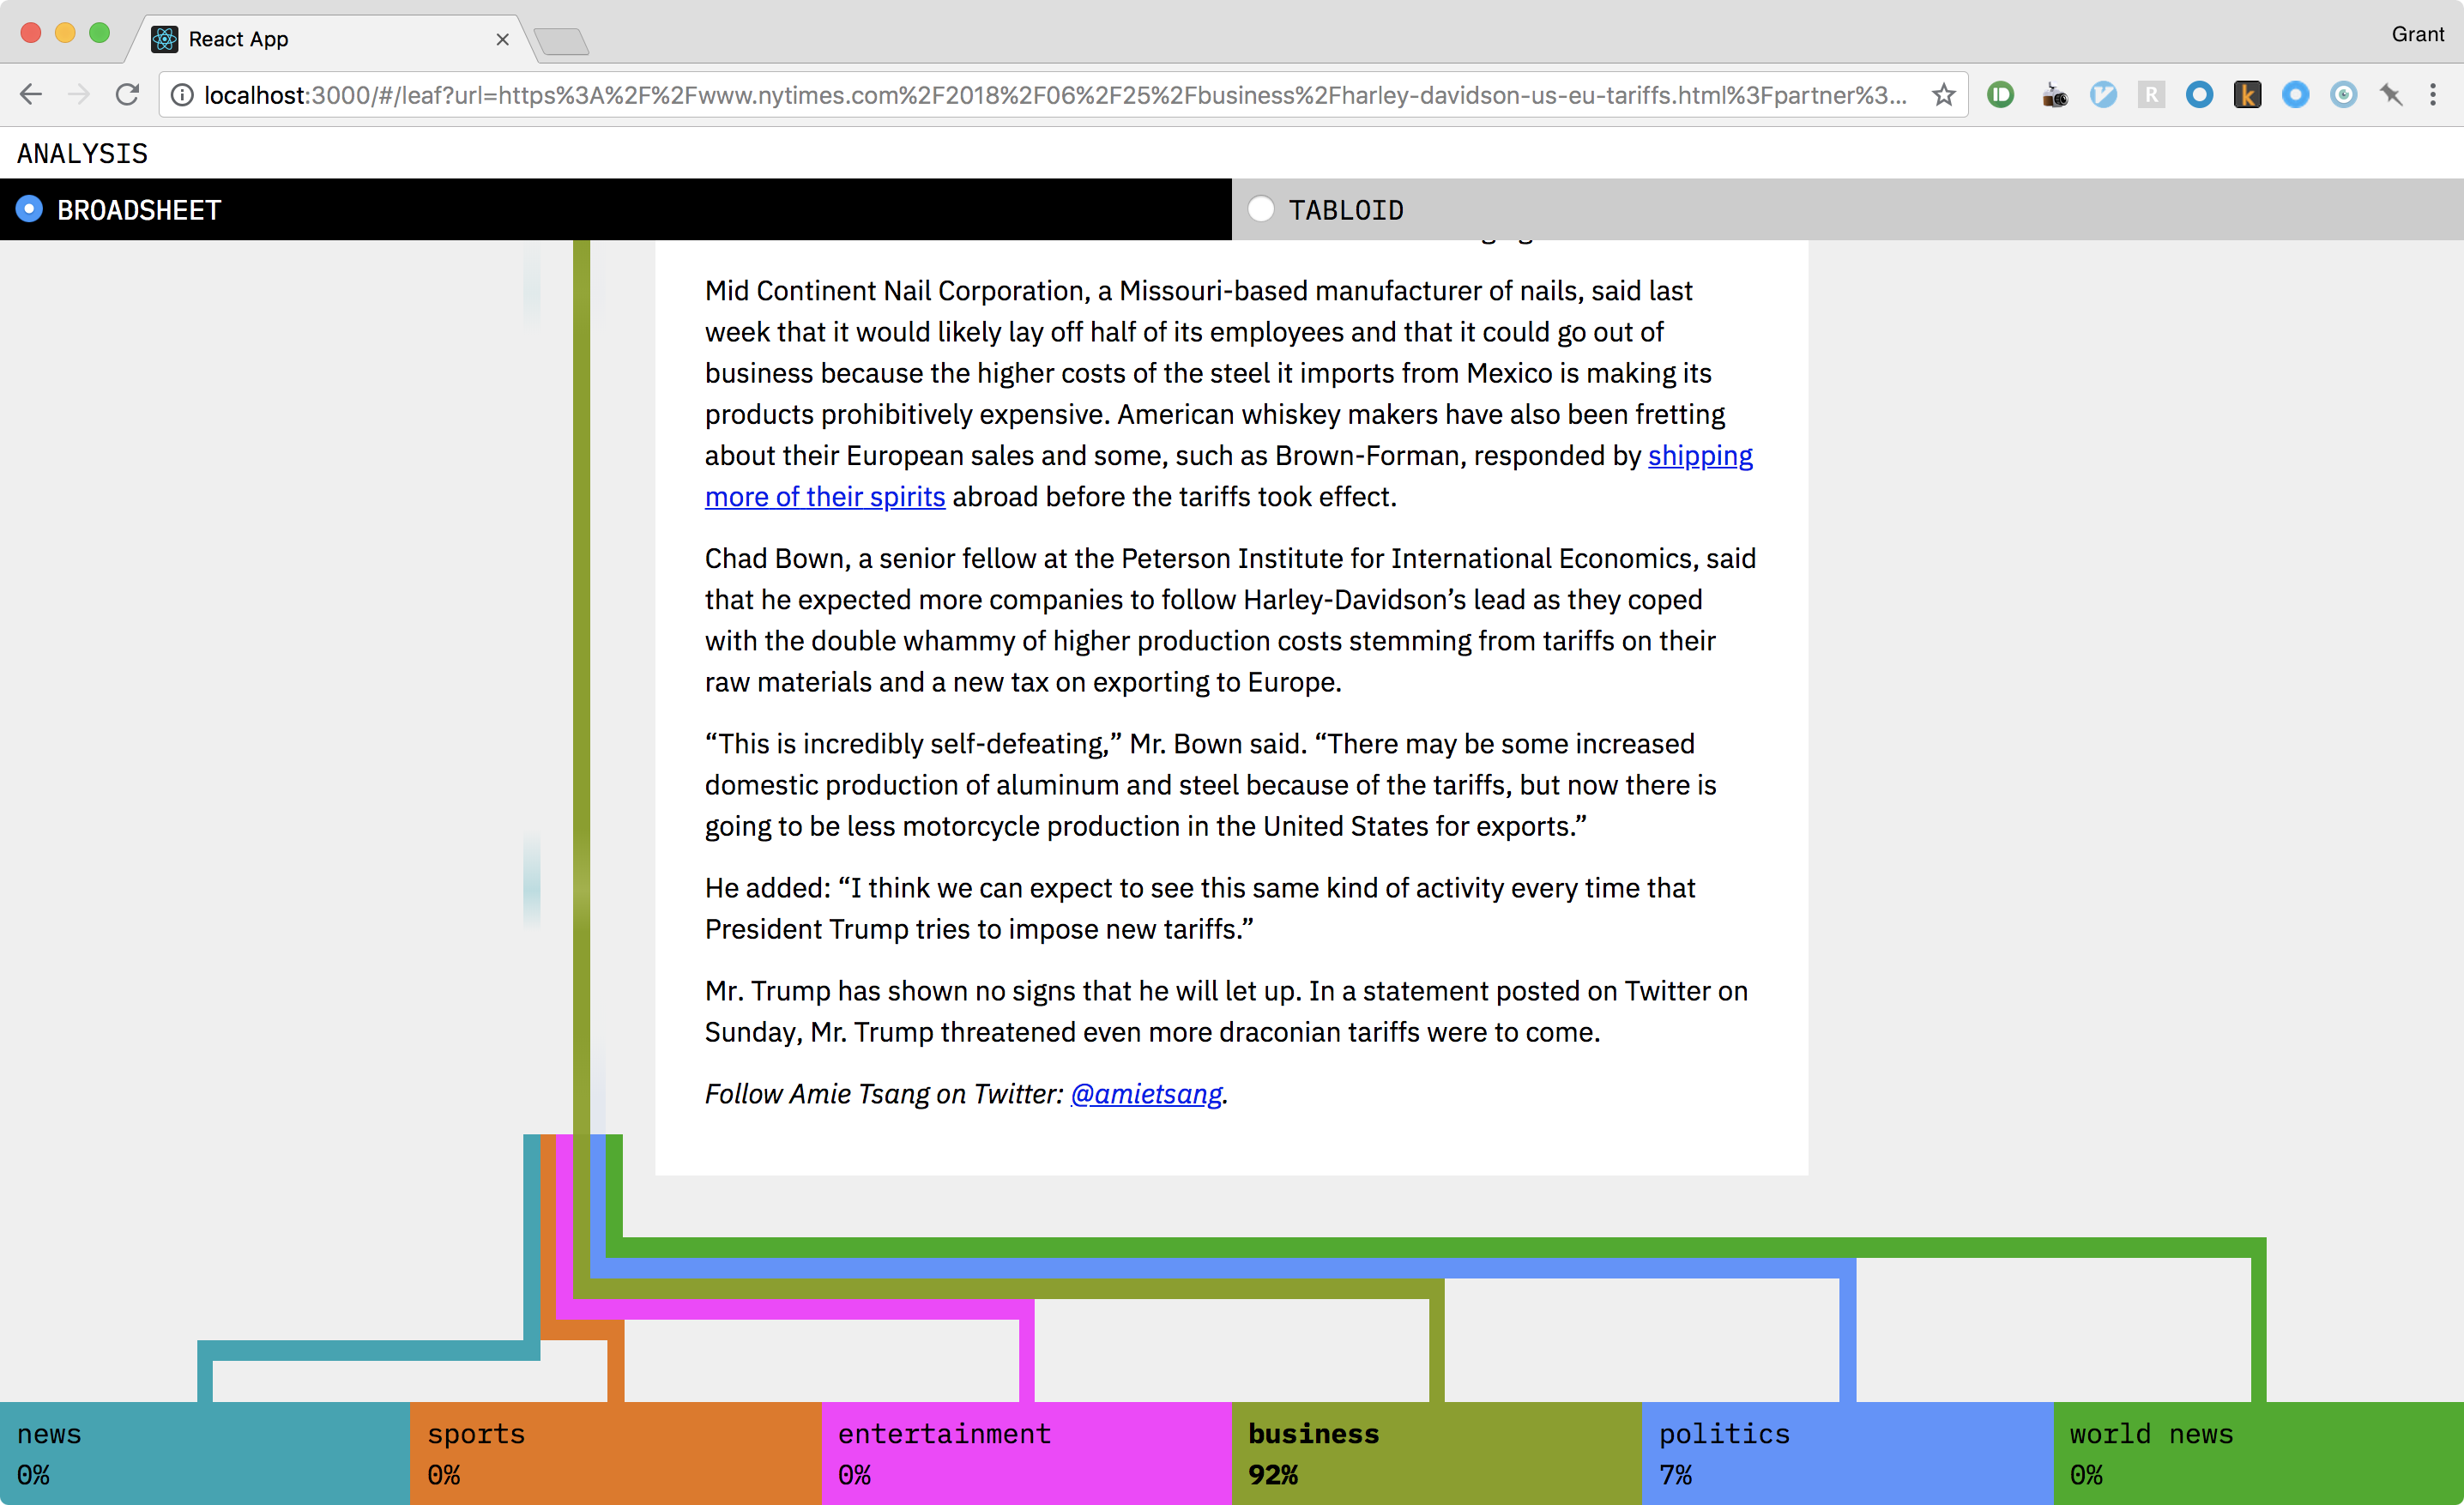 React App
Grant
localhost:3000/#/leaf?url=https%3A%2F%2Fwww.nytimes.com%2F2018%2F06%2F25%2Fbusiness%2Fharley-davidson-us-eu-tariffs.html%3Fpartner%3...
ANALYSIS
BROADSHEET
TABLOID
Mid Continent Nail Corporation, a Missouri-based manufacturer of nails, said last
week that it would likely lay off half of its employees and that it could go out of
business because the higher costs of the steel it imports from Mexico is making its
products prohibitively expensive. American whiskey makers have also been fretting
about their European sales and some, such as Brown-Forman, responded by shipping
more of their spirits abroad before the tariffs took effect.
Chad Bown, a senior fellow at the Peterson Institute for International Economics, said
that he expected more companies to follow Harley-Davidson’s lead as they coped
with the double whammy of higher production costs stemming from tariffs on their
raw materials and a new tax on exporting to Europe.
“This is incredibly self-defeating,” Mr. Bown said. “There may be some increased
domestic production of aluminum and steel because of the tariffs, but now there is
going to be less motorcycle production in the United States for exports.”
He added: “I think we can expect to see this same kind of activity every time that
President Trump tries to impose new tariffs.”
Mr. Trump has shown no signs that he will let up. In a statement posted on Twitter on
Sunday, Mr. Trump threatened even more draconian tariffs were to come.
Follow Amie Tsang on Twitter: @amietsang.
news
0%
sports
0%
entertainment
0%
business
92%
politics
7%
world news
0%